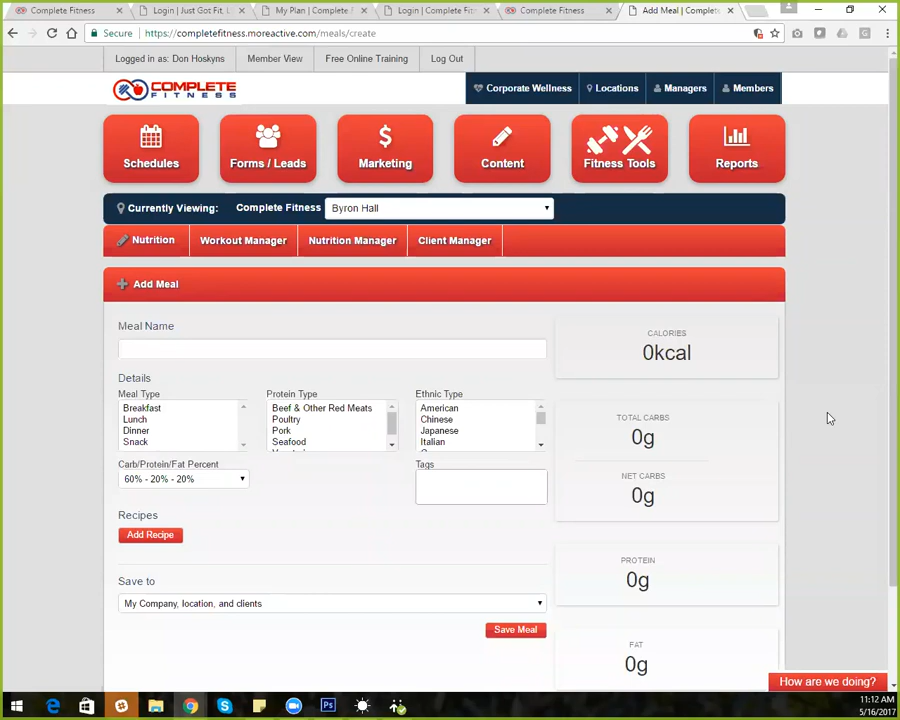 Complete Fitness
Login | Just Got Fit, L
My Plan | Complete F
Login | Complete Fitn
Complete Fitness
Add Meal | Complete
Secure | https://completefitness.moreactive.com/meals/create
Logged in as: Don Hoskyns
Member View
Free Online Training
Log Out
COMPLETE
FITNESS
Corporate Wellness
Locations
Managers
Members
Schedules
Forms / Leads
Marketing
Content
Fitness Tools
Reports
Currently Viewing:
Complete Fitness
Byron Hall
Nutrition
Workout Manager
Nutrition Manager
Client Manager
Add Meal
Meal Name
CALORIES
0kcal
Details
Meal Type
Protein Type
Ethnic Type
Breakfast
Lunch
Dinner
Snack
Beef & Other Red Meats
Poultry
Pork
Seafood
American
Chinese
Japanese
Italian
TOTAL CARBS
0g
Carb/Protein/Fat Percent
60% - 20% - 20%
Tags
NET CARBS
0g
Recipes
Add Recipe
PROTEIN
0g
Save to
My Company, location, and clients
Save Meal
FAT
0g
How are we doing?
11:12 AM
5/16/2017